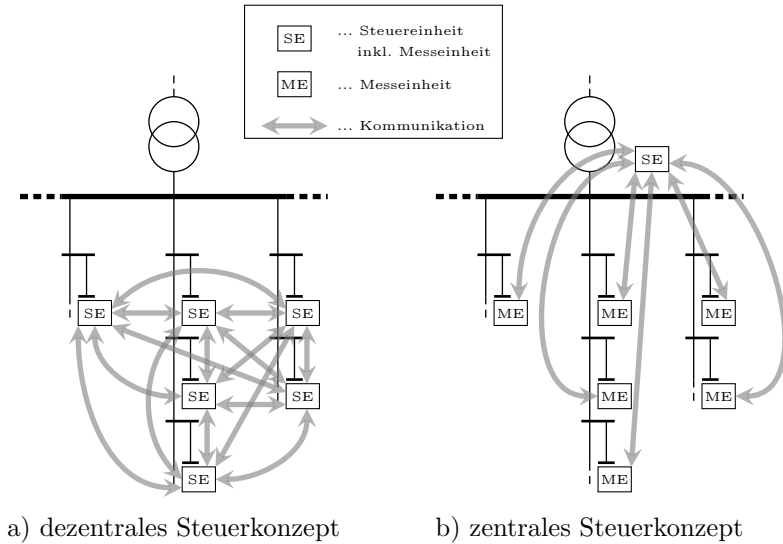 SE ... Steuereinheit
inkl. Messeinheit
ME ... Messeinheit
... Kommunikation
SE
SE SE SE
SE SE
SE
a) dezentrales Steuerkonzept
SE
ME ME ME
ME ME
ME
b) zentrales Steuerkonzept